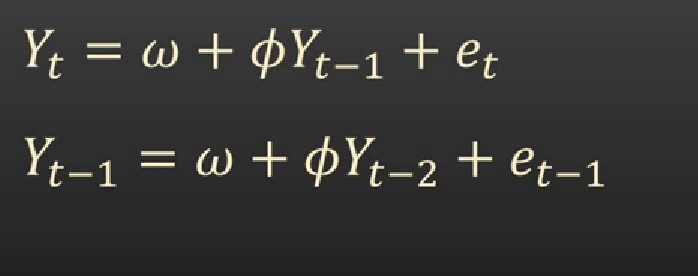 Yₜ = ω + ϕYₜ₋₁ + eₜ
Yₜ₋₁ = ω + ϕYₜ₋₂ + eₜ₋₁